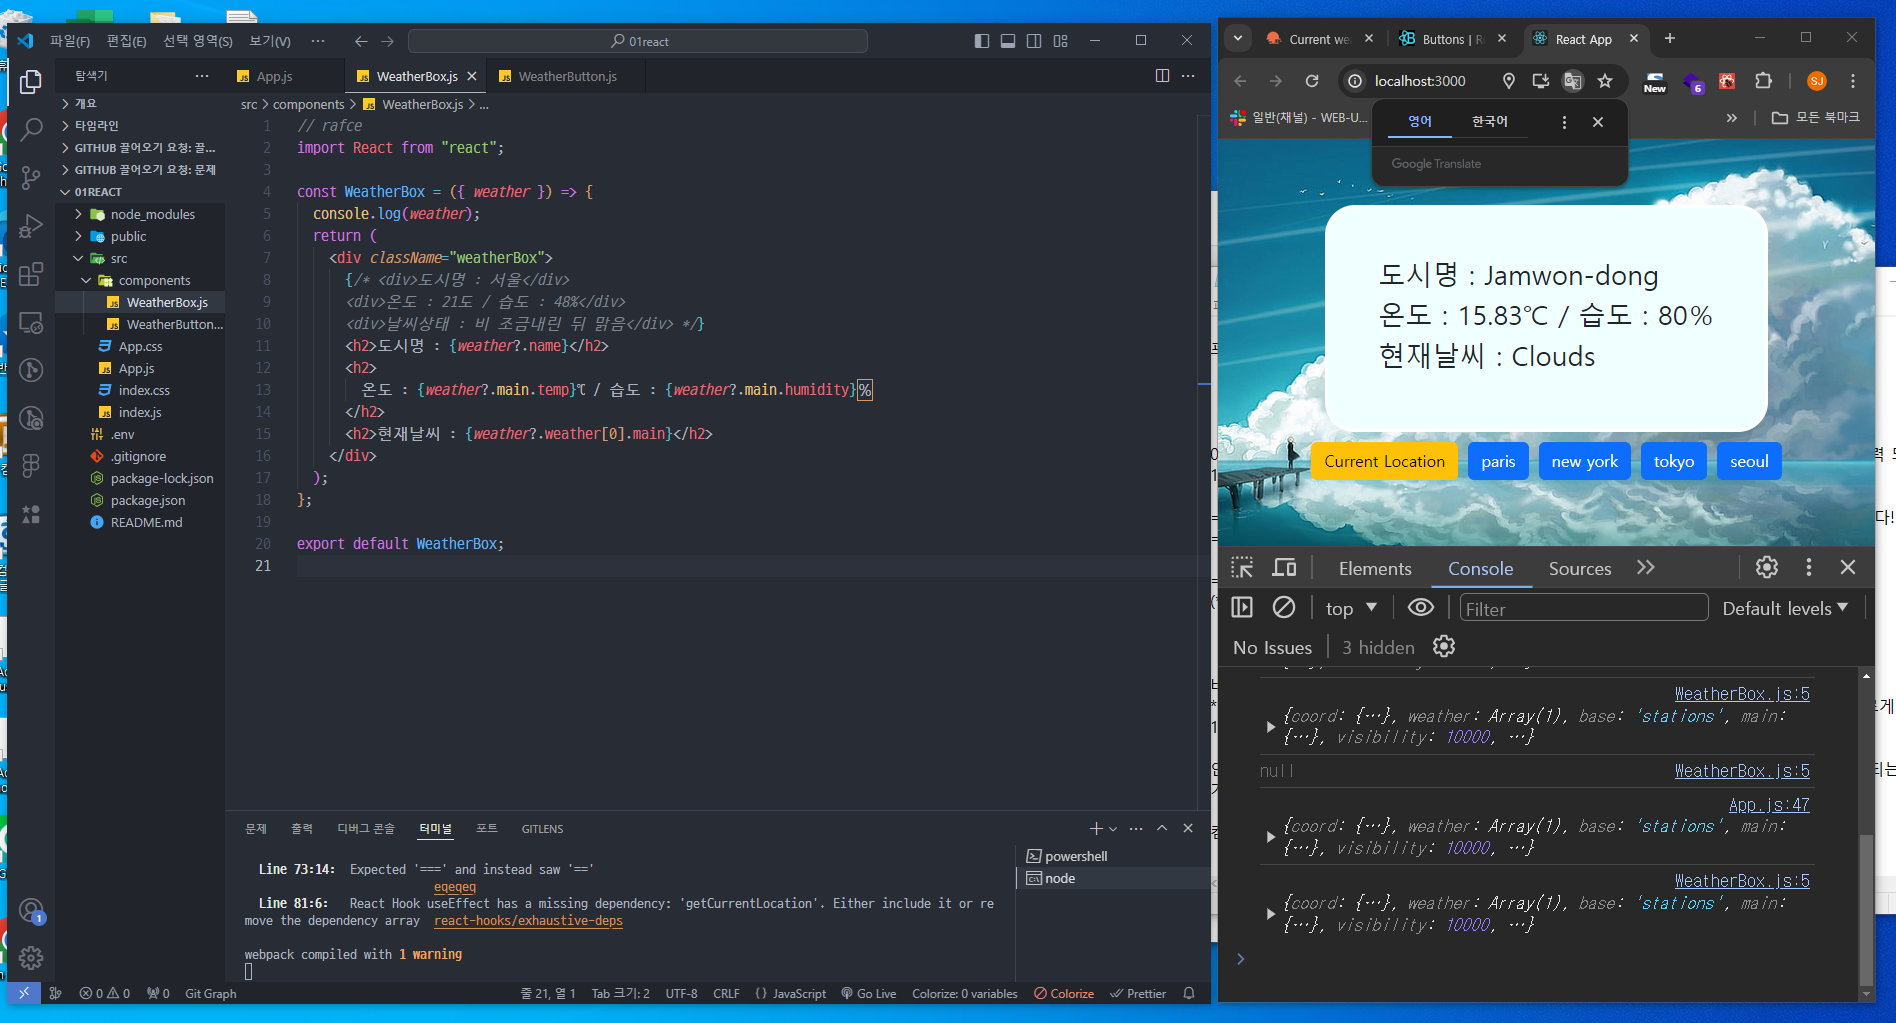 파일(F) 편집(E) 선택 영역(S) 보기(V) ··· 01react
탐색기 ···
개요
타임라인
GITHUB 끌어오기 요청: 끌...
GITHUB 끌어오기 요청: 문제
01REACT
node_modules
public
src
components
WeatherBox.js
WeatherButton...
App.css
App.js
index.css
index.js
.env
.gitignore
package-lock.json
package.json
README.md
App.js WeatherBox.js WeatherButton.js
src > components > WeatherBox.js > ...
1 // rafce
2 import React from "react";
3
4 const WeatherBox = ({ weather }) => {
5 console.log(weather);
6 return (
7 <div className="weatherBox">
8 {/* <div>도시명 : 서울</div>
9 <div>온도 : 21도 / 습도 : 48%</div>
10 <div>날씨상태 : 비 조금내린 뒤 맑음</div> */}
11 <h2>도시명 : {weather?.name}</h2>
12 <h2>
13 온도 : {weather?.main.temp}℃ / 습도 : {weather?.main.humidity}%
14 </h2>
15 <h2>현재날씨 : {weather?.weather[0].main}</h2>
16 </div>
17 );
18 };
19
20 export default WeatherBox;
21
문제 출력 디버그 콘솔 터미널 포트 GITLENS
Line 73:14: Expected '===' and instead saw '=='
eqeqeq
Line 81:6: React Hook useEffect has a missing dependency: 'getCurrentLocation'. Either include it or re
move the dependency array react-hooks/exhaustive-deps
webpack compiled with 1 warning
powershell
node
1
0 0 0 Git Graph 줄 21, 열 1 Tab 크기: 2 UTF-8 CRLF {} JavaScript Go Live Colorize: 0 variables Colorize Prettier
Current we Buttons | R React App
localhost:3000 New 6 SJ
일반(채널) - WEB-U... » 모든 북마크
영어 한국어
Google Translate
도시명 : Jamwon-dong
온도 : 15.83℃ / 습도 : 80%
현재날씨 : Clouds
Current Location paris new york tokyo seoul
Elements Console Sources
top Filter Default levels
No Issues 3 hidden
WeatherBox.js:5
{coord: {…}, weather: Array(1), base: 'stations', main:
{…}, visibility: 10000, …}
null WeatherBox.js:5
App.js:47
{coord: {…}, weather: Array(1), base: 'stations', main:
{…}, visibility: 10000, …}
WeatherBox.js:5
{coord: {…}, weather: Array(1), base: 'stations', main:
{…}, visibility: 10000, …}